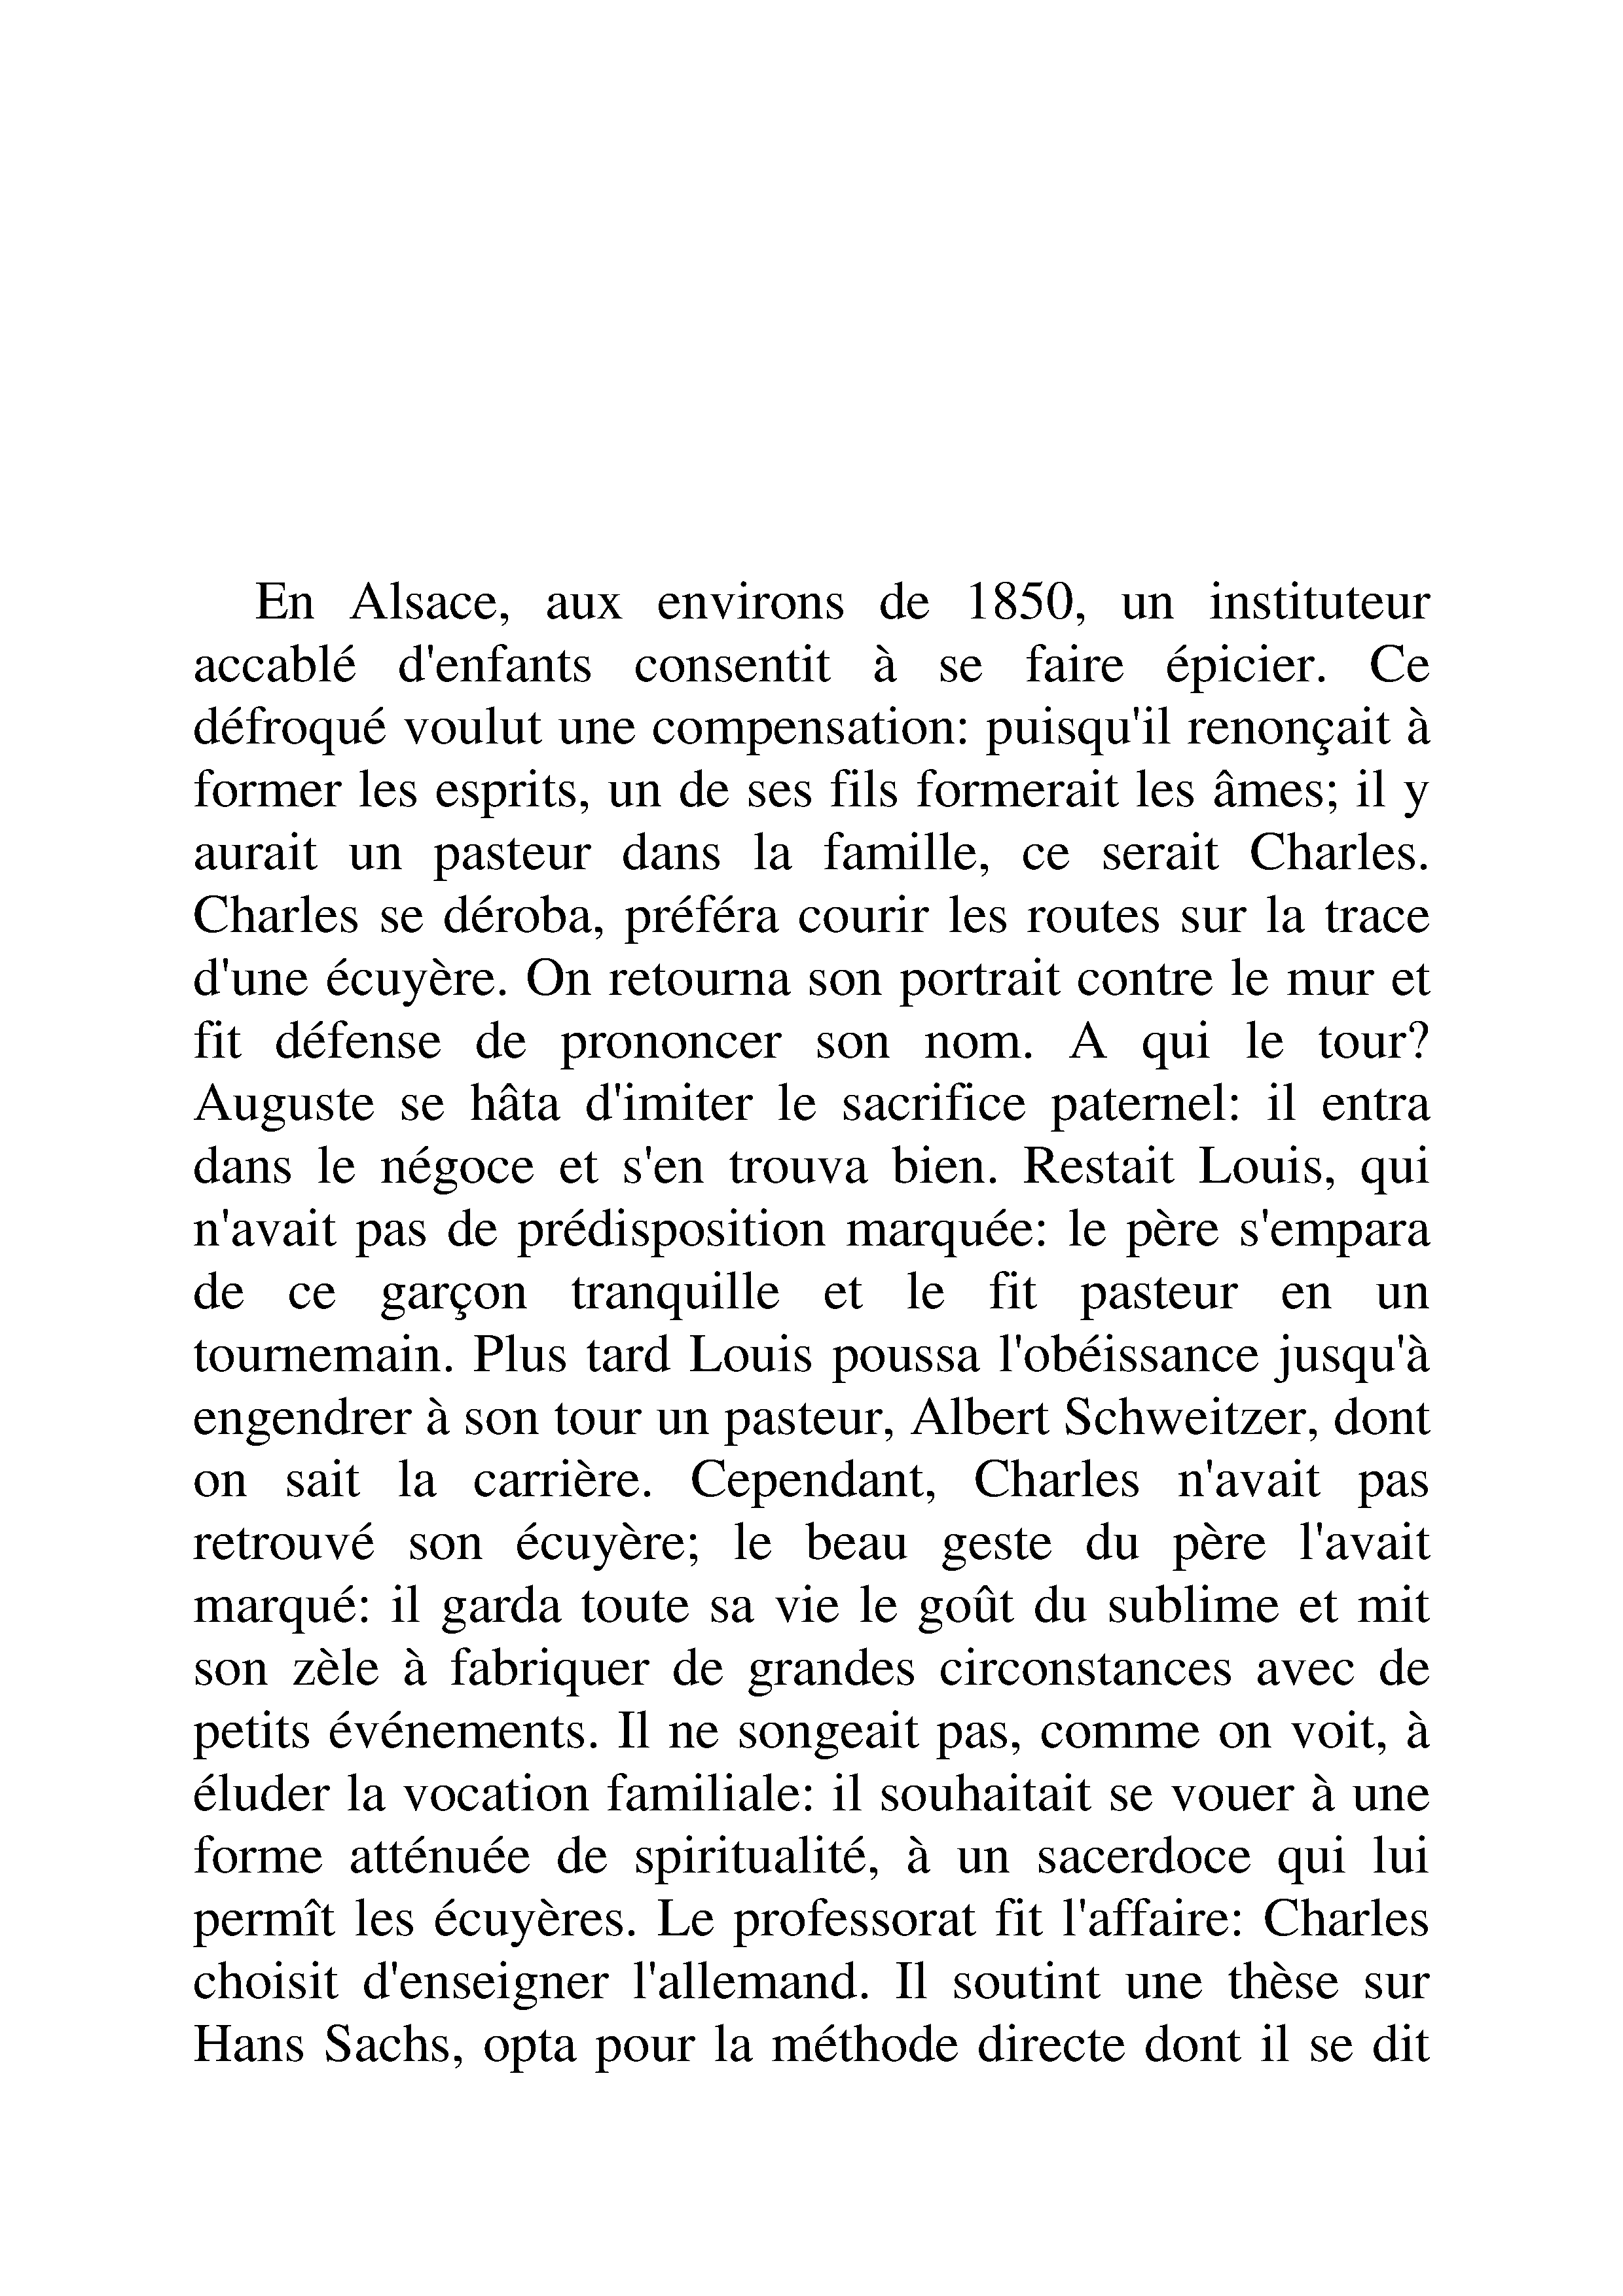 En Alsace, aux environs de 1850, un instituteur
accablé d'enfants consentit à se faire épicier. Ce
défroqué voulut une compensation: puisqu'il renonçait à
former les esprits, un de ses fils formerait les âmes; il y
aurait un pasteur dans la famille, ce serait Charles.
Charles se déroba, préféra courir les routes sur la trace
d'une écuyère. On retourna son portrait contre le mur et
fit défense de prononcer son nom. A qui le tour?
Auguste se hâta d'imiter le sacrifice paternel: il entra
dans le négoce et s'en trouva bien. Restait Louis, qui
n'avait pas de prédisposition marquée: le père s'empara
de ce garçon tranquille et le fit pasteur en un
tournemain. Plus tard Louis poussa l'obéissance jusqu'à
engendrer à son tour un pasteur, Albert Schweitzer, dont
on sait la carrière. Cependant, Charles n'avait pas
retrouvé son écuyère; le beau geste du père l'avait
marqué: il garda toute sa vie le goût du sublime et mit
son zèle à fabriquer de grandes circonstances avec de
petits événements. Il ne songeait pas, comme on voit, à
éluder la vocation familiale: il souhaitait se vouer à une
forme atténuée de spiritualité, à un sacerdoce qui lui
permît les écuyères. Le professorat fit l'affaire: Charles
choisit d'enseigner l'allemand. Il soutint une thèse sur
Hans Sachs, opta pour la méthode directe dont il se dit